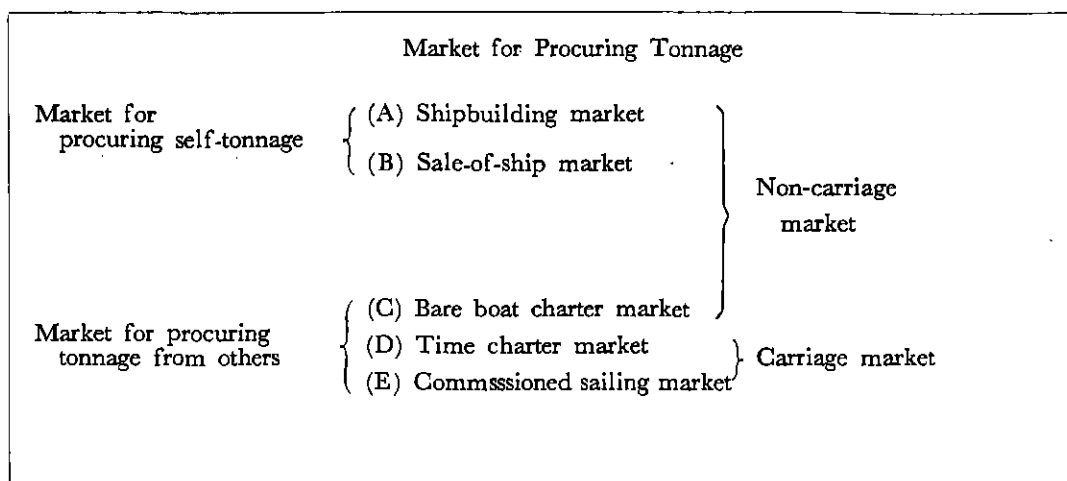 Market for Procuring Tonnage
Market for
procuring self-tonnage
(A) Shipbuilding market
(B) Sale-of-ship market
Non-carriage
market
Market for procuring
tonnage from others
(C) Bare boat charter market
(D) Time charter market
(E) Commsssioned sailing market
Carriage market